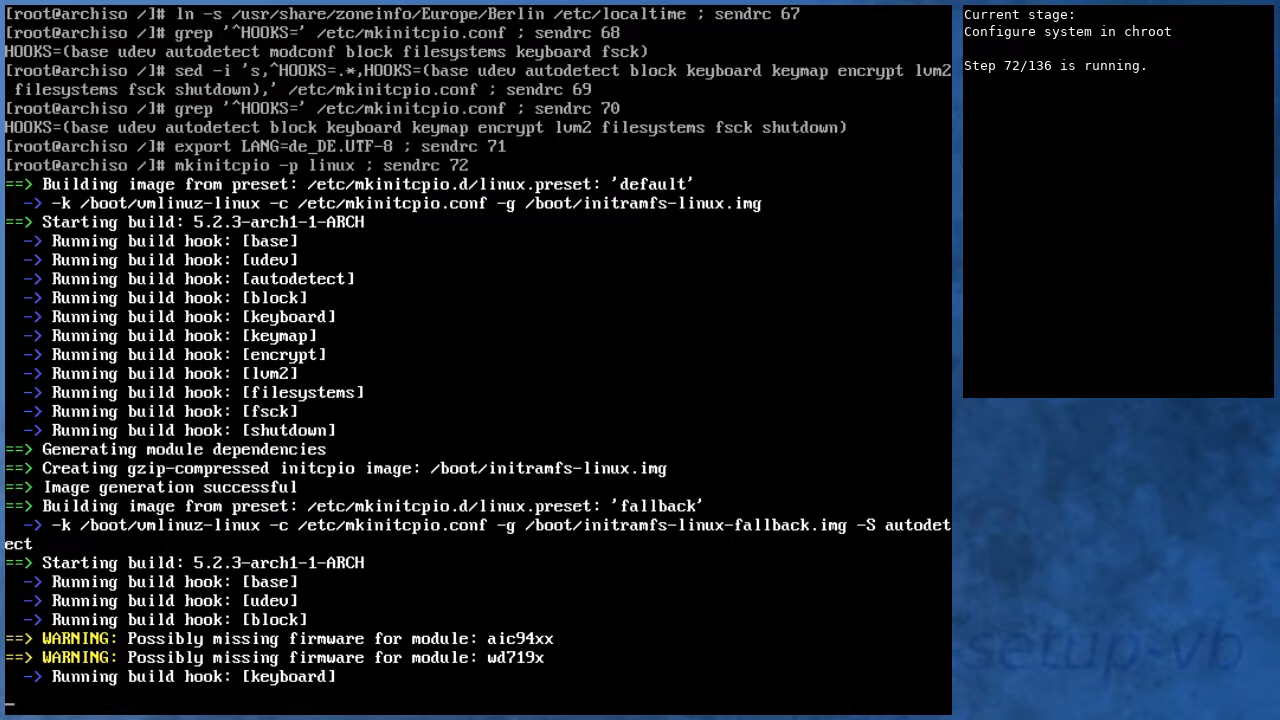 [root@archiso /]# ln -s /usr/share/zoneinfo/Europe/Berlin /etc/localtime ; sendrc 67
[root@archiso /]# grep '^HOOKS=' /etc/mkinitcpio.conf ; sendrc 68
HOOKS=(base udev autodetect modconf block filesystems keyboard fsck)
[root@archiso /]# sed -i 's,^HOOKS=.*,HOOKS=(base udev autodetect block keyboard keymap encrypt lvm2
 filesystems fsck shutdown),' /etc/mkinitcpio.conf ; sendrc 69
[root@archiso /]# grep '^HOOKS=' /etc/mkinitcpio.conf ; sendrc 70
HOOKS=(base udev autodetect block keyboard keymap encrypt lvm2 filesystems fsck shutdown)
[root@archiso /]# export LANG=de_DE.UTF-8 ; sendrc 71
[root@archiso /]# mkinitcpio -p linux ; sendrc 72
==> Building image from preset: /etc/mkinitcpio.d/linux.preset: 'default'
  -> -k /boot/vmlinuz-linux -c /etc/mkinitcpio.conf -g /boot/initramfs-linux.img
==> Starting build: 5.2.3-arch1-1-ARCH
  -> Running build hook: [base]
  -> Running build hook: [udev]
  -> Running build hook: [autodetect]
  -> Running build hook: [block]
  -> Running build hook: [keyboard]
  -> Running build hook: [keymap]
  -> Running build hook: [encrypt]
  -> Running build hook: [lvm2]
  -> Running build hook: [filesystems]
  -> Running build hook: [fsck]
  -> Running build hook: [shutdown]
==> Generating module dependencies
==> Creating gzip-compressed initcpio image: /boot/initramfs-linux.img
==> Image generation successful
==> Building image from preset: /etc/mkinitcpio.d/linux.preset: 'fallback'
  -> -k /boot/vmlinuz-linux -c /etc/mkinitcpio.conf -g /boot/initramfs-linux-fallback.img -S autodet
ect
==> Starting build: 5.2.3-arch1-1-ARCH
  -> Running build hook: [base]
  -> Running build hook: [udev]
  -> Running build hook: [block]
==> WARNING: Possibly missing firmware for module: aic94xx
==> WARNING: Possibly missing firmware for module: wd719x
  -> Running build hook: [keyboard]
Current stage:
Configure system in chroot
Step 72/136 is running.
setup-vb